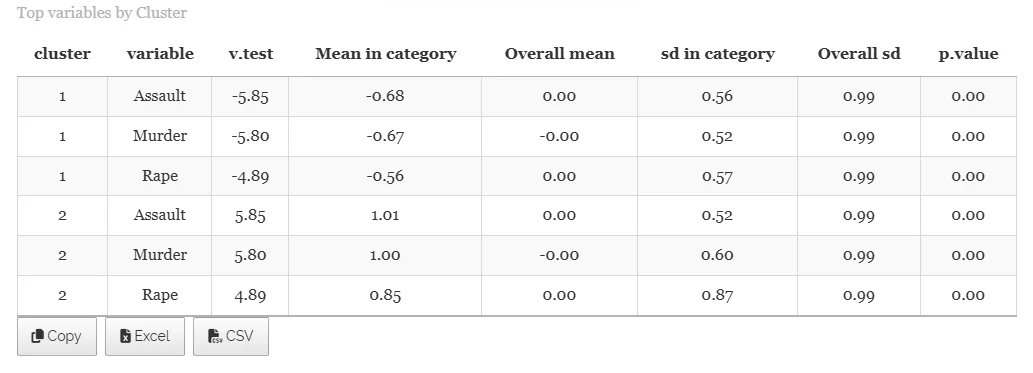 Top variables by Cluster
cluster variable v.test Mean in category Overall mean sd in category Overall sd p.value
1 Assault -5.85 -0.68 0.00 0.56 0.99 0.00
1 Murder -5.80 -0.67 -0.00 0.52 0.99 0.00
1 Rape -4.89 -0.56 0.00 0.57 0.99 0.00
2 Assault 5.85 1.01 0.00 0.52 0.99 0.00
2 Murder 5.80 1.00 -0.00 0.60 0.99 0.00
2 Rape 4.89 0.85 0.00 0.87 0.99 0.00
Copy Excel CSV